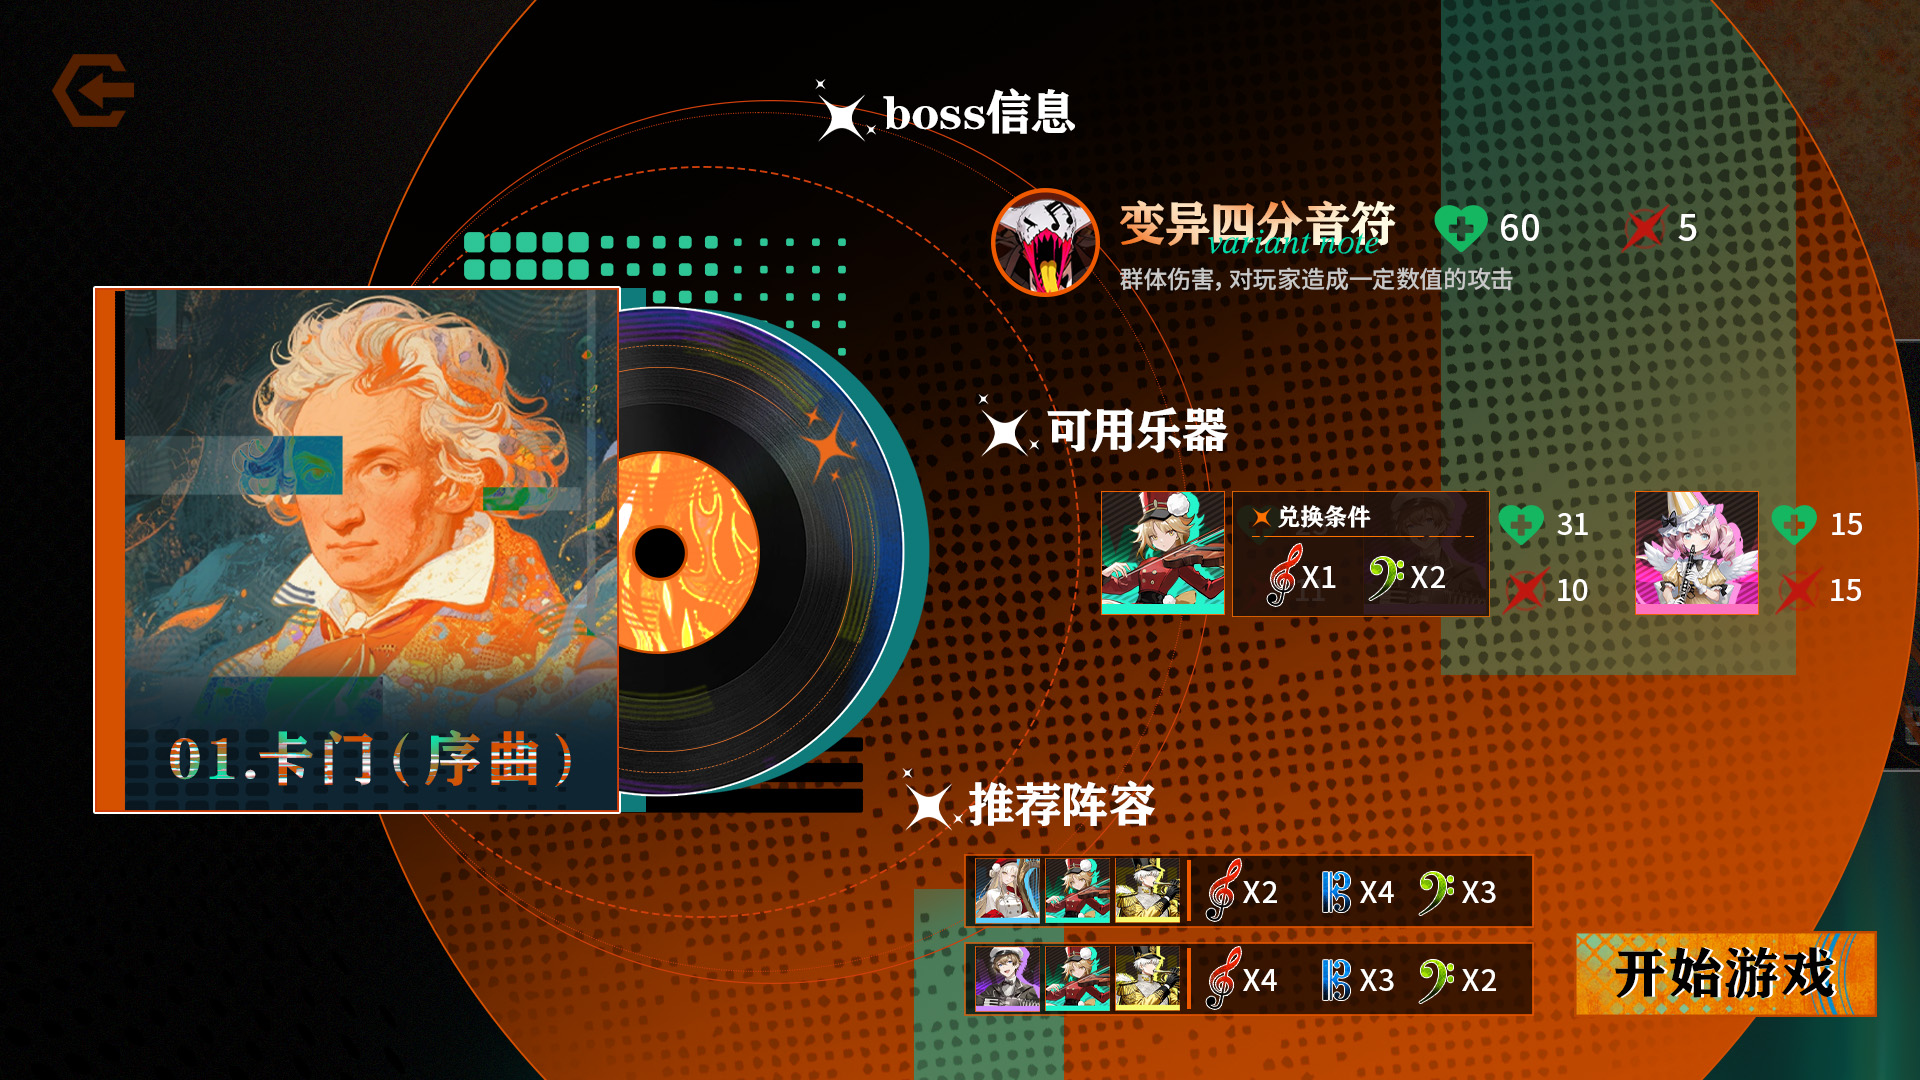 boss信息
变异四分音符
variant note
60
5
群体伤害，对玩家造成一定数值的攻击
可用乐器
兑换条件
X1
X2
31
10
15
15
01.卡门(序曲)
推荐阵容
X2
X4
X3
X4
X3
X2
开始游戏